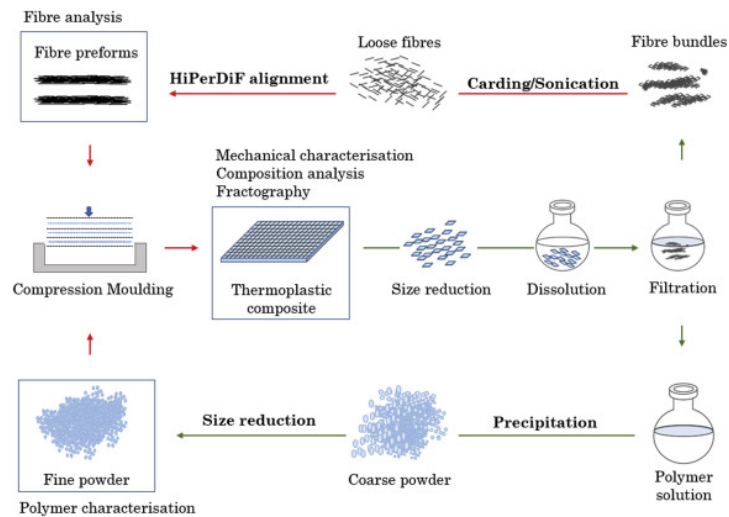 Fibre analysis
Fibre preforms
HiPerDiF alignment
Loose fibres
Carding/Sonication
Fibre bundles
Mechanical characterisation
Composition analysis
Fractography
Compression Moulding
Thermoplastic
composite
Size reduction
Dissolution
Filtration
Fine powder
Polymer characterisation
Size reduction
Coarse powder
Precipitation
Polymer
solution